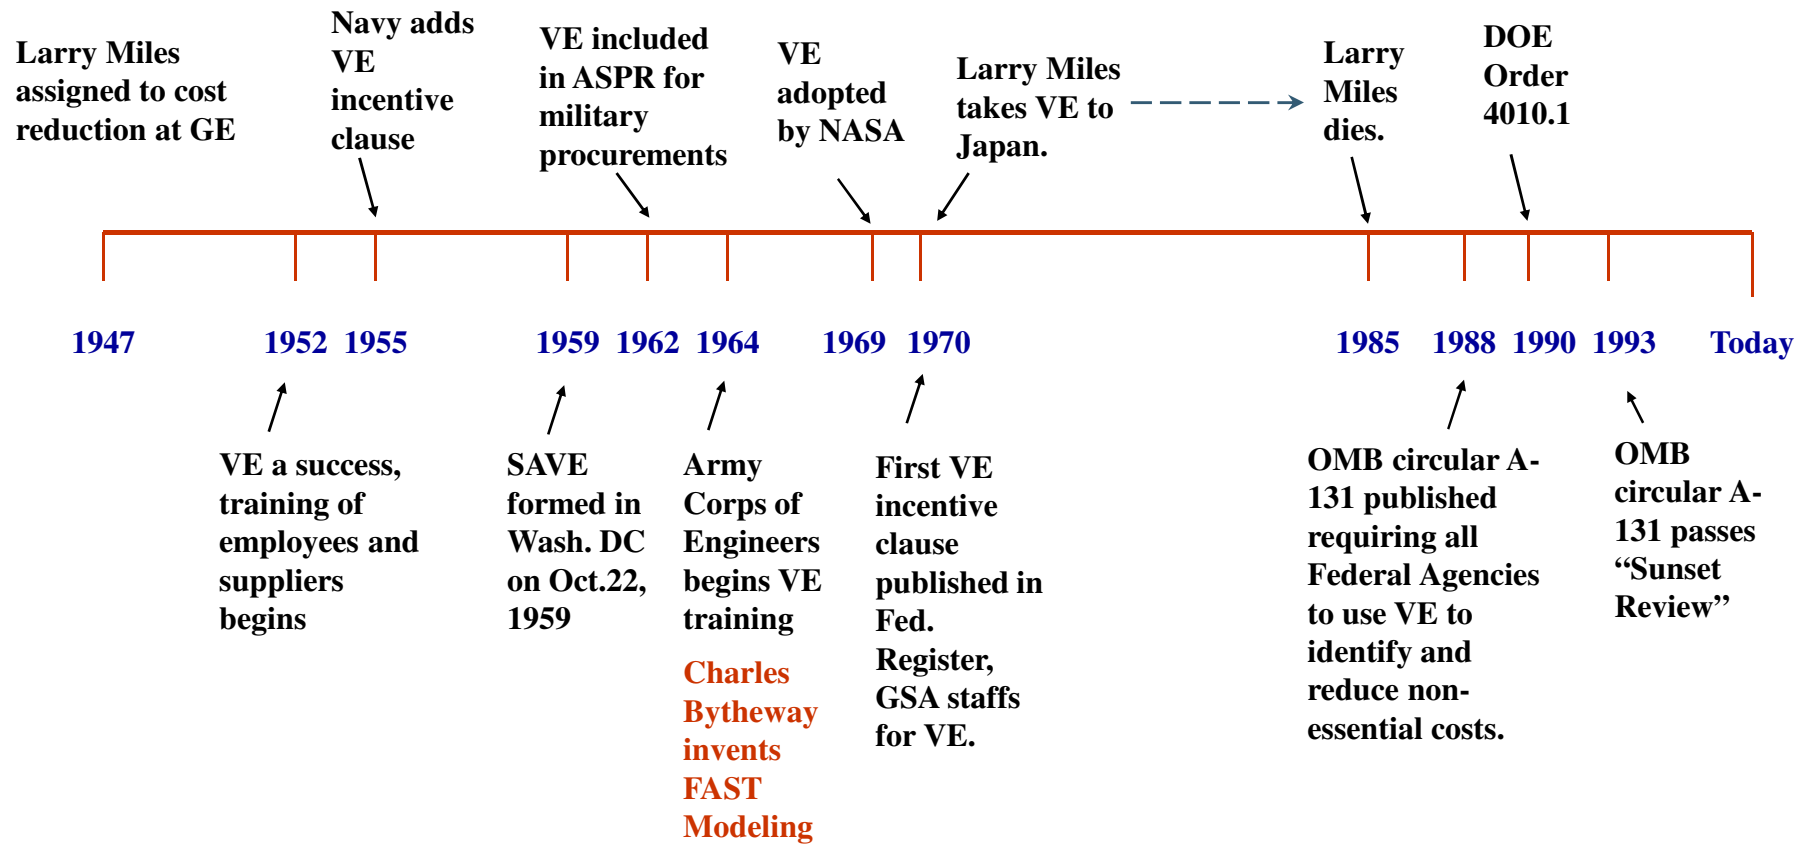 Larry Miles
assigned to cost
reduction at GE
Navy adds
VE
incentive
clause
VE included
in ASPR for
military
procurements
VE
adopted
by NASA
Larry Miles
takes VE to
Japan.
Larry
Miles
dies.
DOE
Order
4010.1
1947
1952
1955
1959
1962
1964
1969
1970
1985
1988
1990
1993
Today
VE a success,
training of
employees and
suppliers
begins
SAVE
formed in
Wash. DC
on Oct.22,
1959
Army
Corps of
Engineers
begins VE
training
Charles
Bytheway
invents
FAST
Modeling
First VE
incentive
clause
published in
Fed.
Register,
GSA staffs
for VE.
OMB circular A-
131 published
requiring all
Federal Agencies
to use VE to
identify and
reduce non-
essential costs.
OMB
circular A-
131 passes
“Sunset
Review”